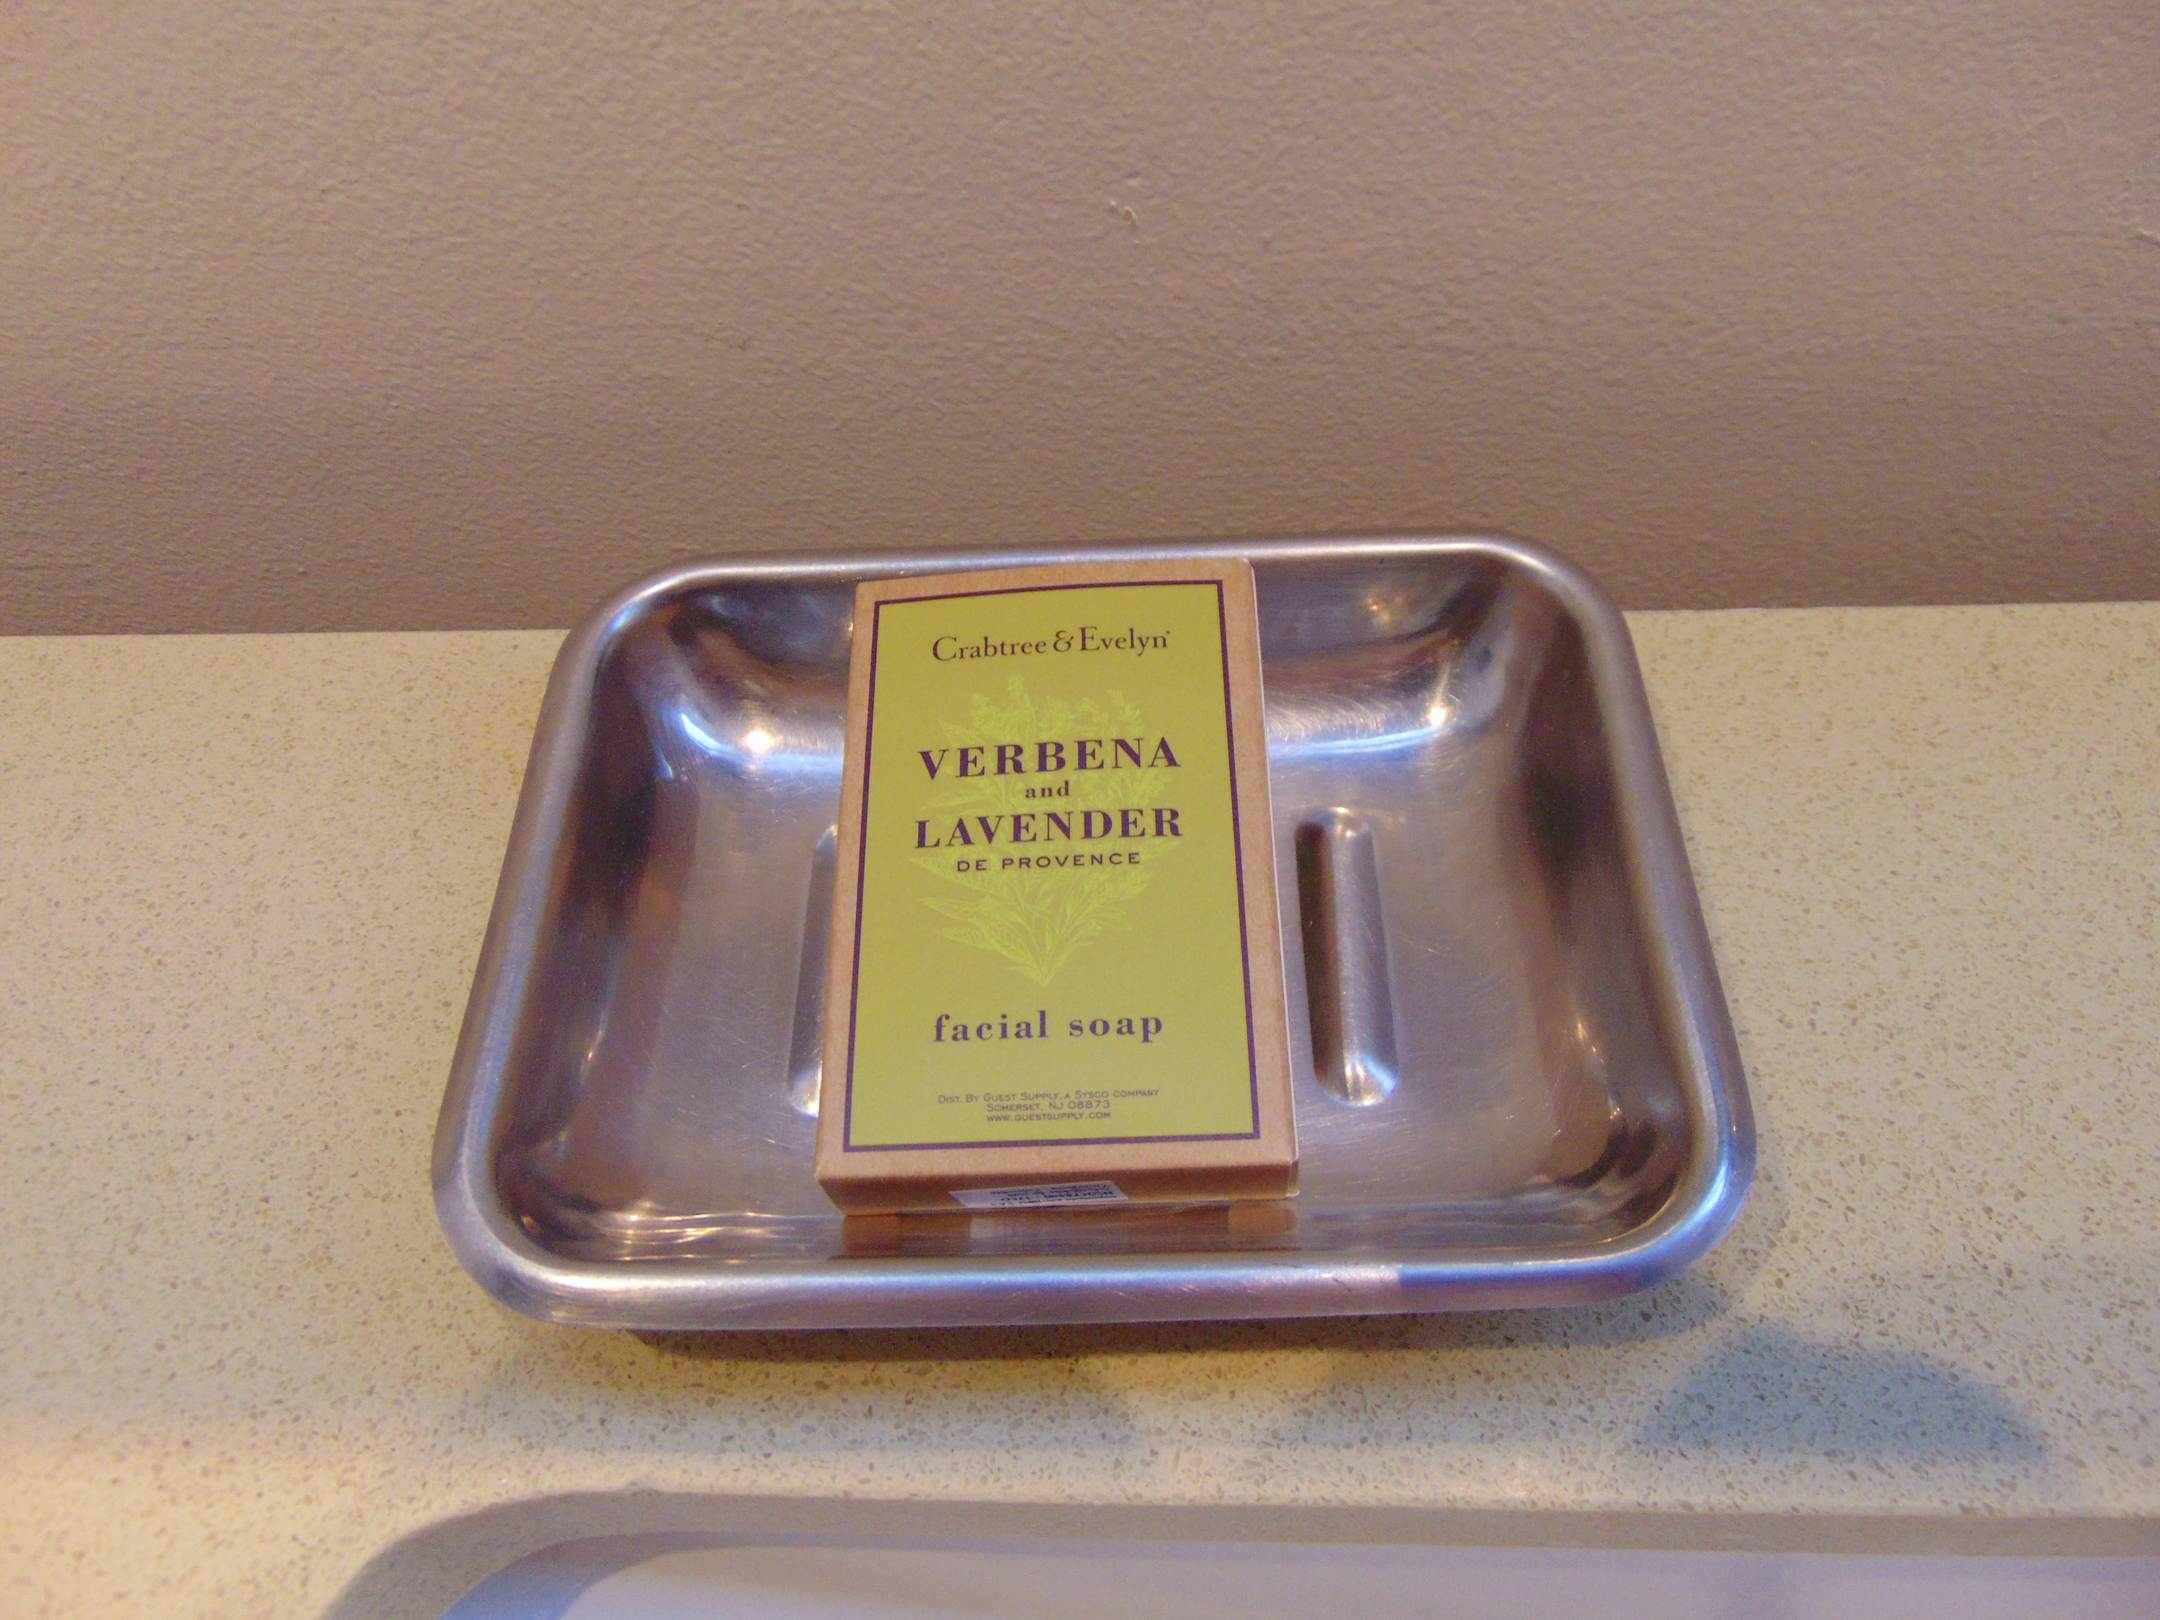 Crabtree & Evelyn®
VERBENA
and
LAVENDER
DE PROVENCE
facial soap
DIST. BY GUEST SUPPLY, A SYSCO COMPANY
SOMERSET, NJ 08873
WWW.GUESTSUPPLY.COM